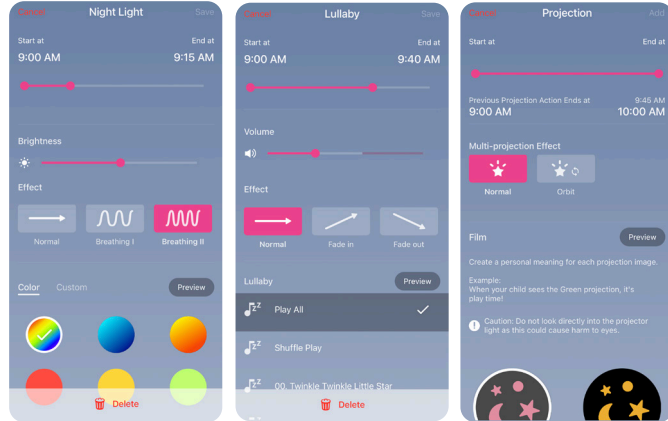 Cancel
Night Light
Save
Start at
End at
9:00 AM
9:15 AM
Brightness
Effect
Normal
Breathing I
Breathing II
Color
Custom
Preview
Delete
Cancel
Lullaby
Save
Start at
End at
9:00 AM
9:40 AM
Volume
Effect
Normal
Fade in
Fade out
Lullaby
Preview
Play All
Shuffle Play
00. Twinkle Twinkle Little Star
Delete
Cancel
Projection
Add
Start at
End at
Previous Projection Action Ends at
9:45 AM
9:00 AM
10:00 AM
Multi-projection Effect
Normal
Orbit
Film
Preview
Create a personal meaning for each projection image.
Example:
When your child sees the Green projection, it's
play time!
Caution: Do not look directly into the projector
light as this could cause harm to eyes.